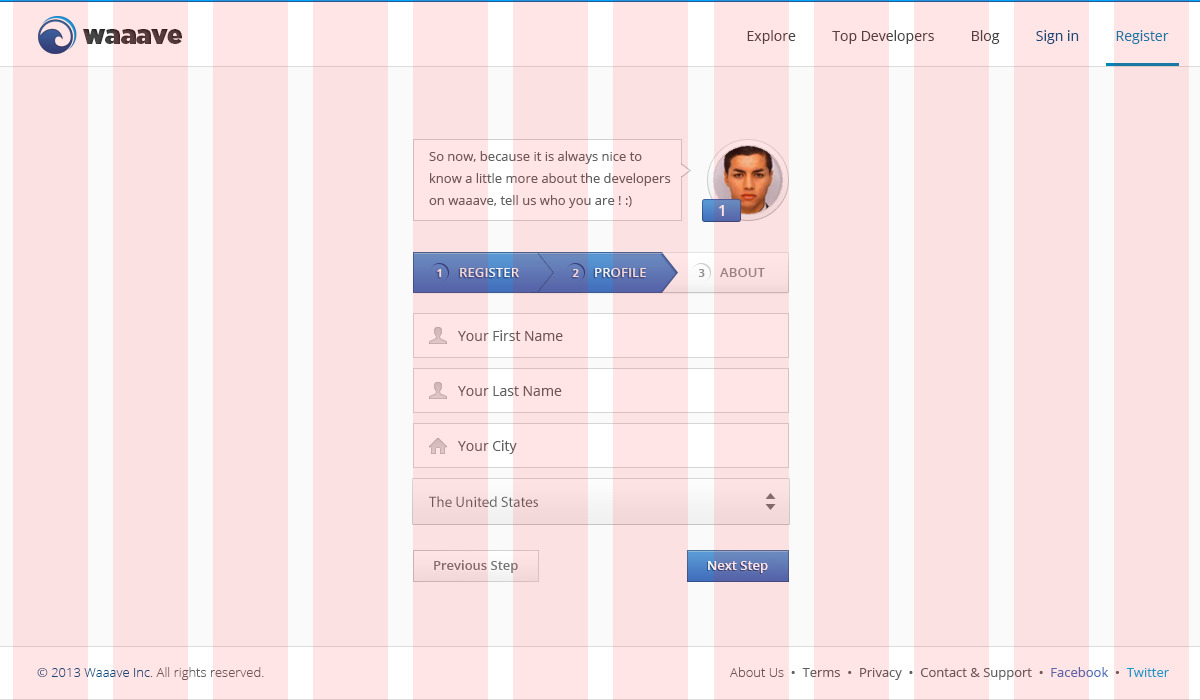 waaave
Explore Top Developers Blog Sign in Register
So now, because it is always nice to
know a little more about the developers
on waaave, tell us who you are ! :)
1
1 REGISTER 2 PROFILE 3 ABOUT
Your First Name
Your Last Name
Your City
The United States
Previous Step Next Step
© 2013 Waaave Inc. All rights reserved. About Us • Terms • Privacy • Contact & Support • Facebook • Twitter